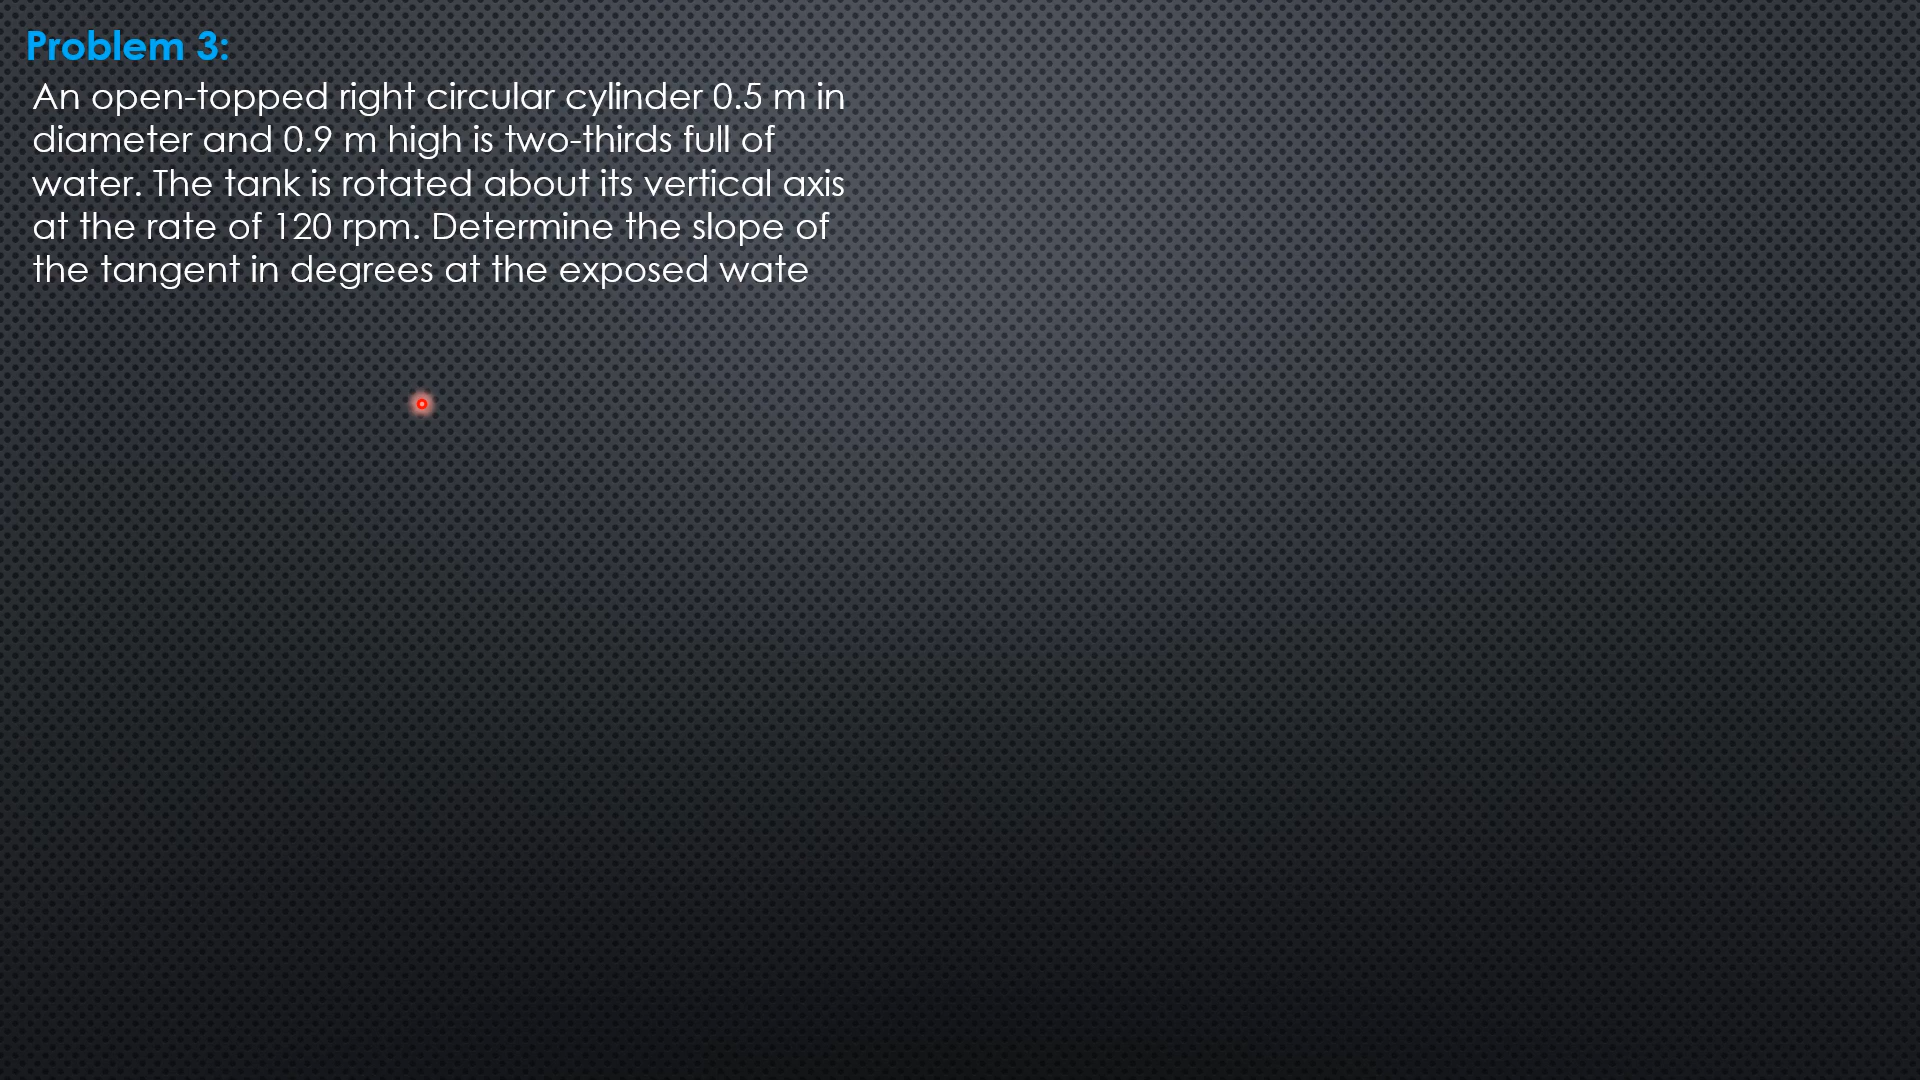 Problem 3:
An open-topped right circular cylinder 0.5 m in
diameter and 0.9 m high is two-thirds full of
water. The tank is rotated about its vertical axis
at the rate of 120 rpm. Determine the slope of
the tangent in degrees at the exposed wate